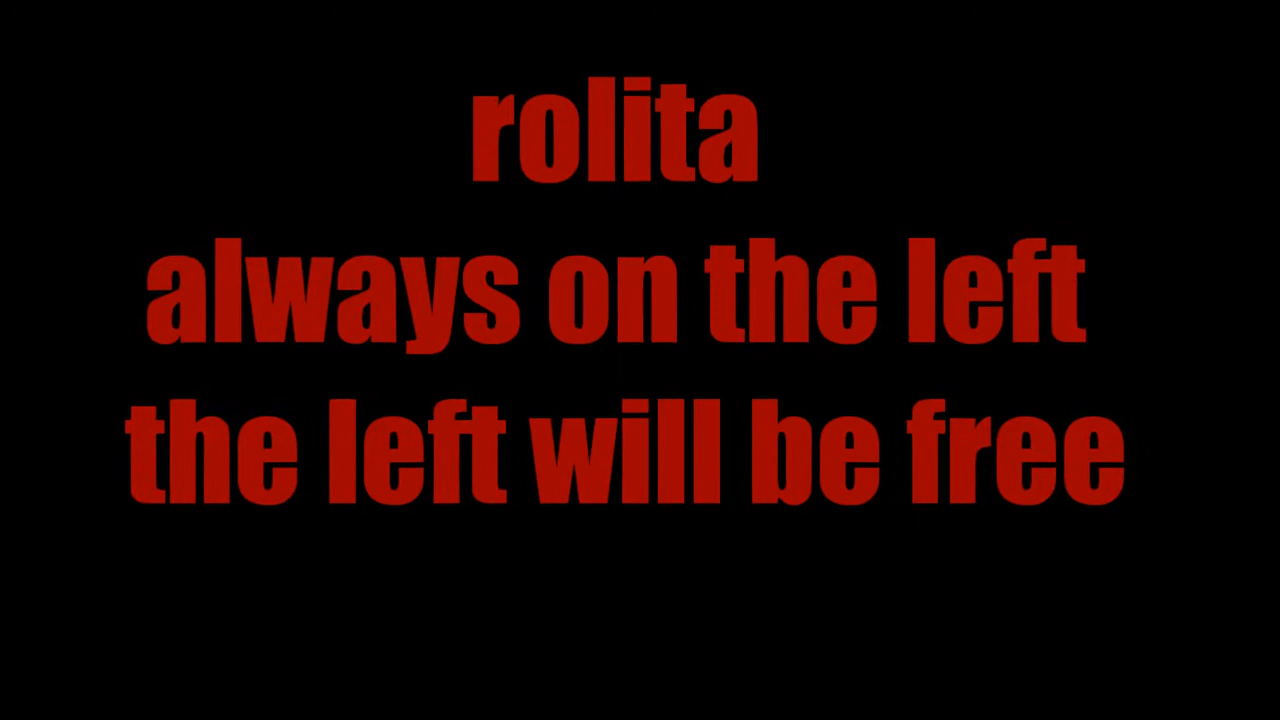 rolita
always on the left
the left will be free